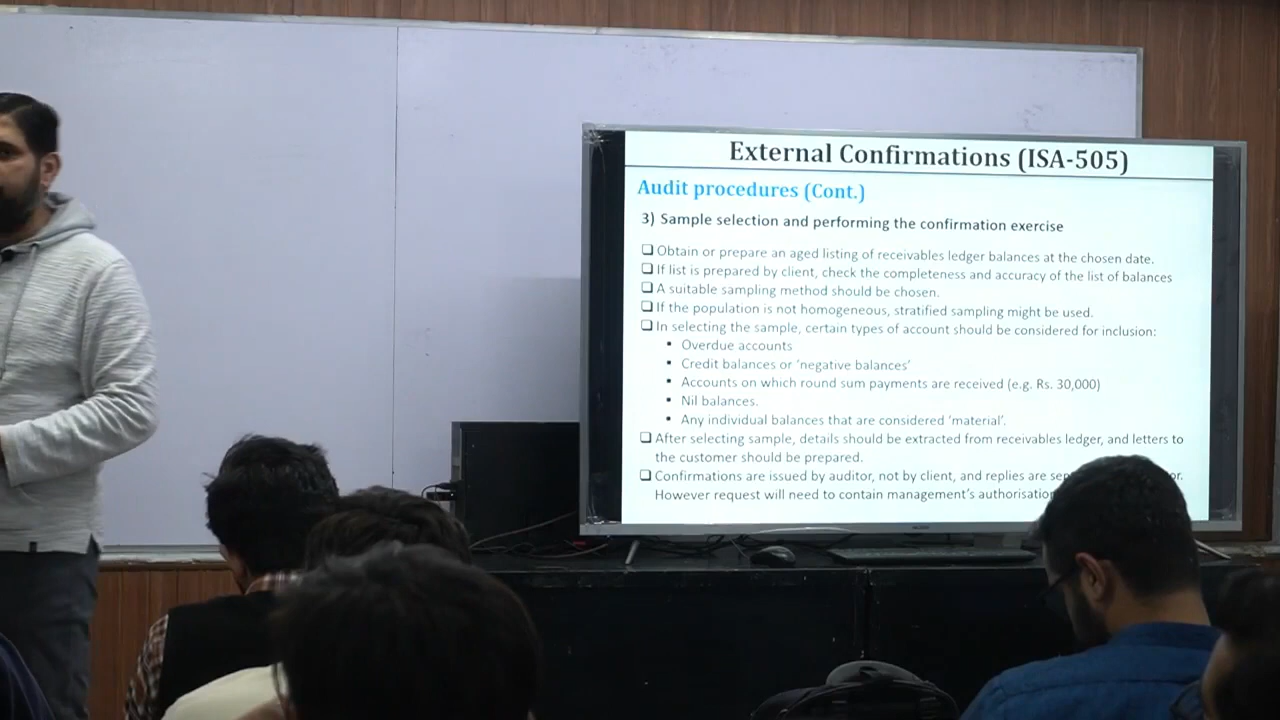 External Confirmations (ISA-505)
Audit procedures (Cont.)
3) Sample selection and performing the confirmation exercise
Obtain or prepare an aged listing of receivables ledger balances at the chosen date.
If list is prepared by client, check the completeness and accuracy of the list of balances
A suitable sampling method should be chosen.
If the population is not homogeneous, stratified sampling might be used.
In selecting the sample, certain types of account should be considered for inclusion:
Overdue accounts
Credit balances or ‘negative balances’
Accounts on which round sum payments are received (e.g. Rs. 30,000)
Nil balances.
Any individual balances that are considered ‘material’.
After selecting sample, details should be extracted from receivables ledger, and letters to
the customer should be prepared.
Confirmations are issued by auditor, not by client, and replies are
However request will need to contain management’s